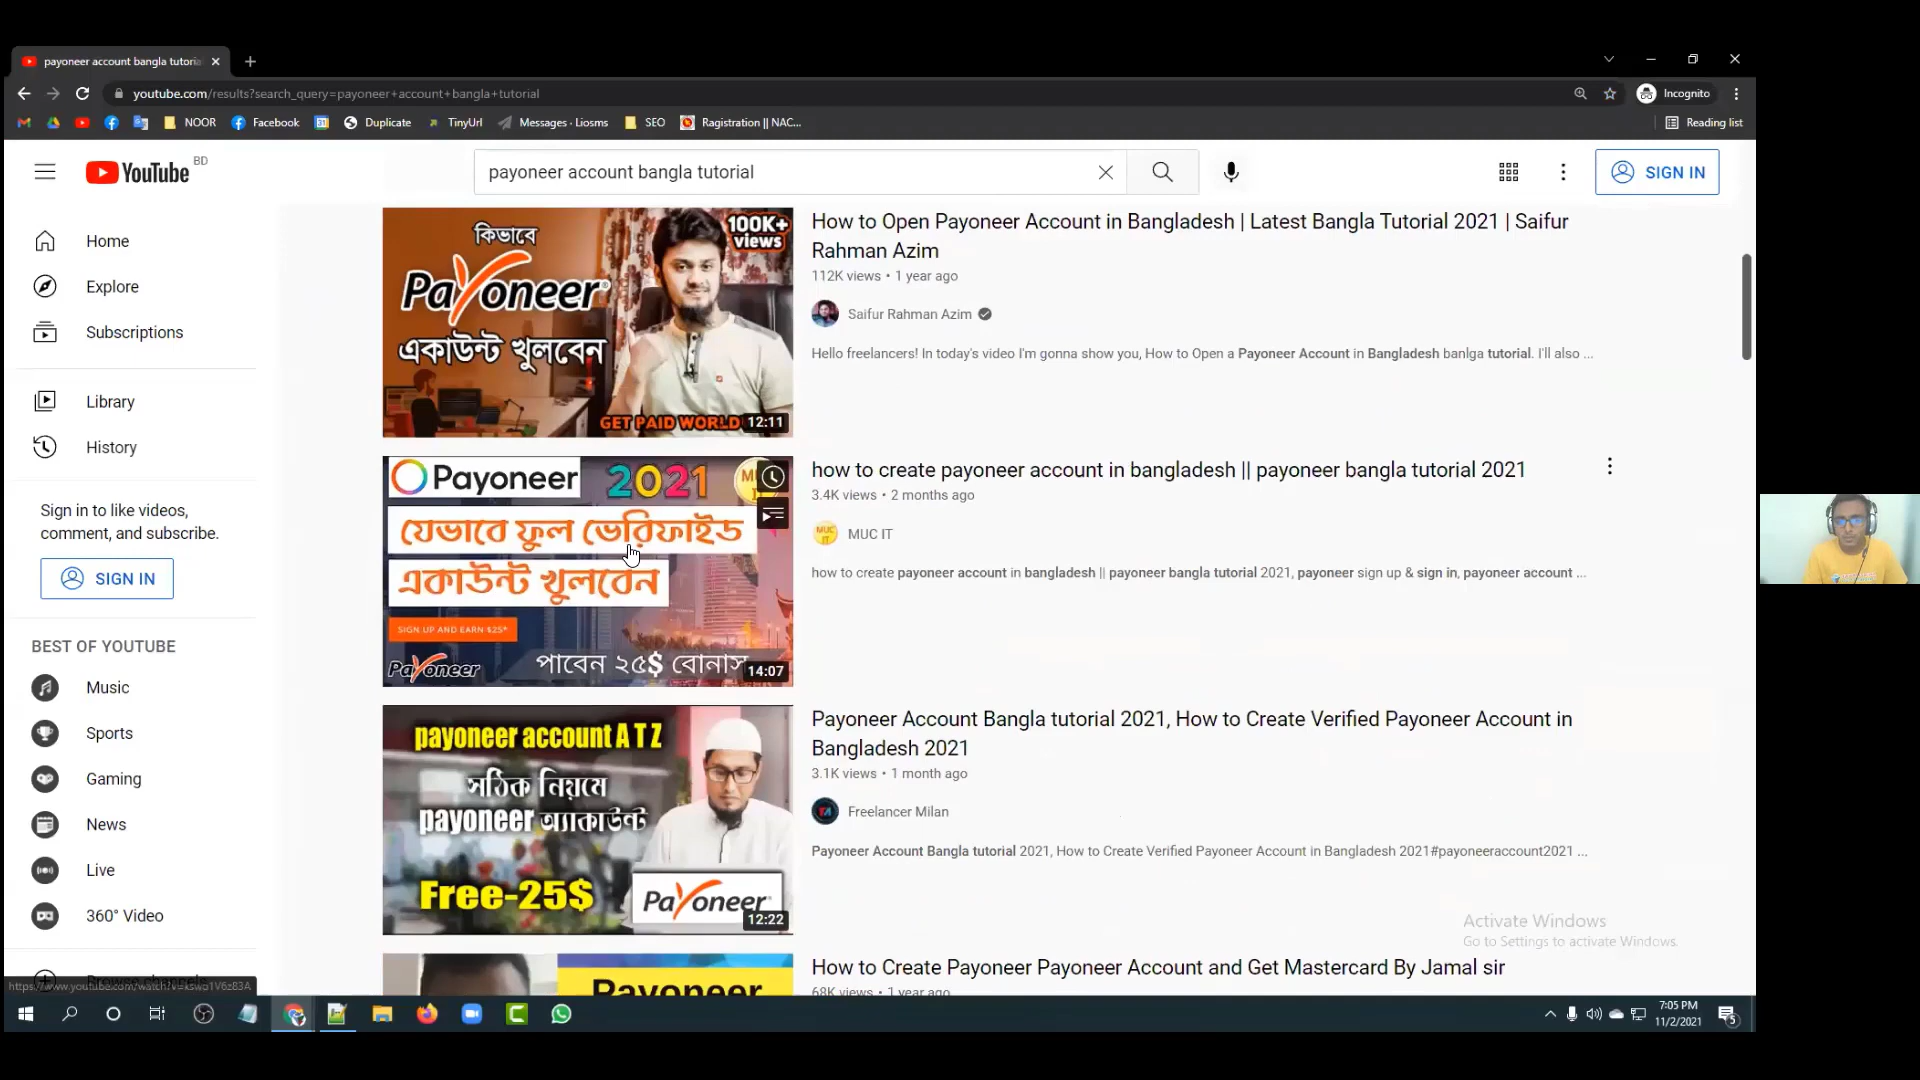 payoneer account bangla tutoria
youtube.com/results?search_query=payoneer+account+bangla+tutorial
Incognito
NOOR
Facebook
Duplicate
TinyUrl
Messages - Liosms
SEO
Ragistration || NAC...
Reading list
YouTube BD
payoneer account bangla tutorial
SIGN IN
Home
Explore
Subscriptions
Library
History
Sign in to like videos,
comment, and subscribe.
SIGN IN
BEST OF YOUTUBE
Music
Sports
Gaming
News
Live
360° Video
কিভাবে
100K+
views
Payoneer
একাউন্ট খুলবেন
GET PAID WORLD
12:11
How to Open Payoneer Account in Bangladesh | Latest Bangla Tutorial 2021 | Saifur
Rahman Azim
112K views • 1 year ago
Saifur Rahman Azim
Hello freelancers! In today's video I'm gonna show you, How to Open a Payoneer Account in Bangladesh banlga tutorial. I'll also ...
Payoneer 2021
যেভাবে ফুল ভেরিফাইড
একাউন্ট খুলবেন
SIGN UP AND EARN $25*
Payoneer
পাবেন ২৫$ বোনাস
14:07
how to create payoneer account in bangladesh || payoneer bangla tutorial 2021
3.4K views • 2 months ago
MUC IT
MUC IT
how to create payoneer account in bangladesh || payoneer bangla tutorial 2021, payoneer sign up & sign in, payoneer account ...
payoneer account A T Z
সঠিক নিয়মে
payoneer অ্যাকাউন্ট
Free-25$
Payoneer
12:22
Payoneer Account Bangla tutorial 2021, How to Create Verified Payoneer Account in
Bangladesh 2021
3.1K views • 1 month ago
Freelancer Milan
Payoneer Account Bangla tutorial 2021, How to Create Verified Payoneer Account in Bangladesh 2021#payoneeraccount2021 ...
Payoneer
How to Create Payoneer Payoneer Account and Get Mastercard By Jamal sir
68K views • 1 year ago
Activate Windows
Go to Settings to activate Windows.
7:05 PM
11/2/2021
5